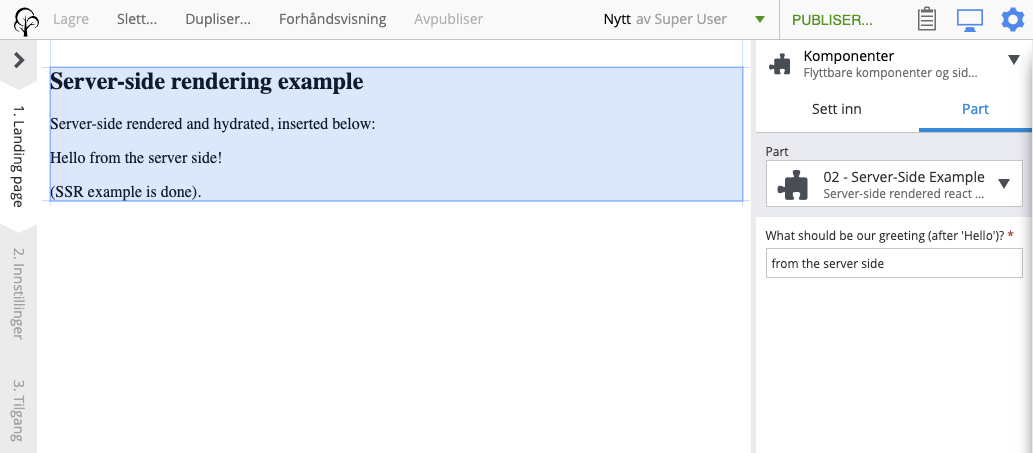 Lagre Slett... Dupliser... Forhåndsvisning Avpubliser Nytt av Super User PUBLISER...
1. Landing page
2. Innstillinger
3. Tilgang
Server-side rendering example
Server-side rendered and hydrated, inserted below:
Hello from the server side!
(SSR example is done).
Komponenter
Flyttbare komponenter og sid...
Sett inn Part
Part
02 - Server-Side Example
Server-side rendered react ...
What should be our greeting (after 'Hello')? *
from the server side